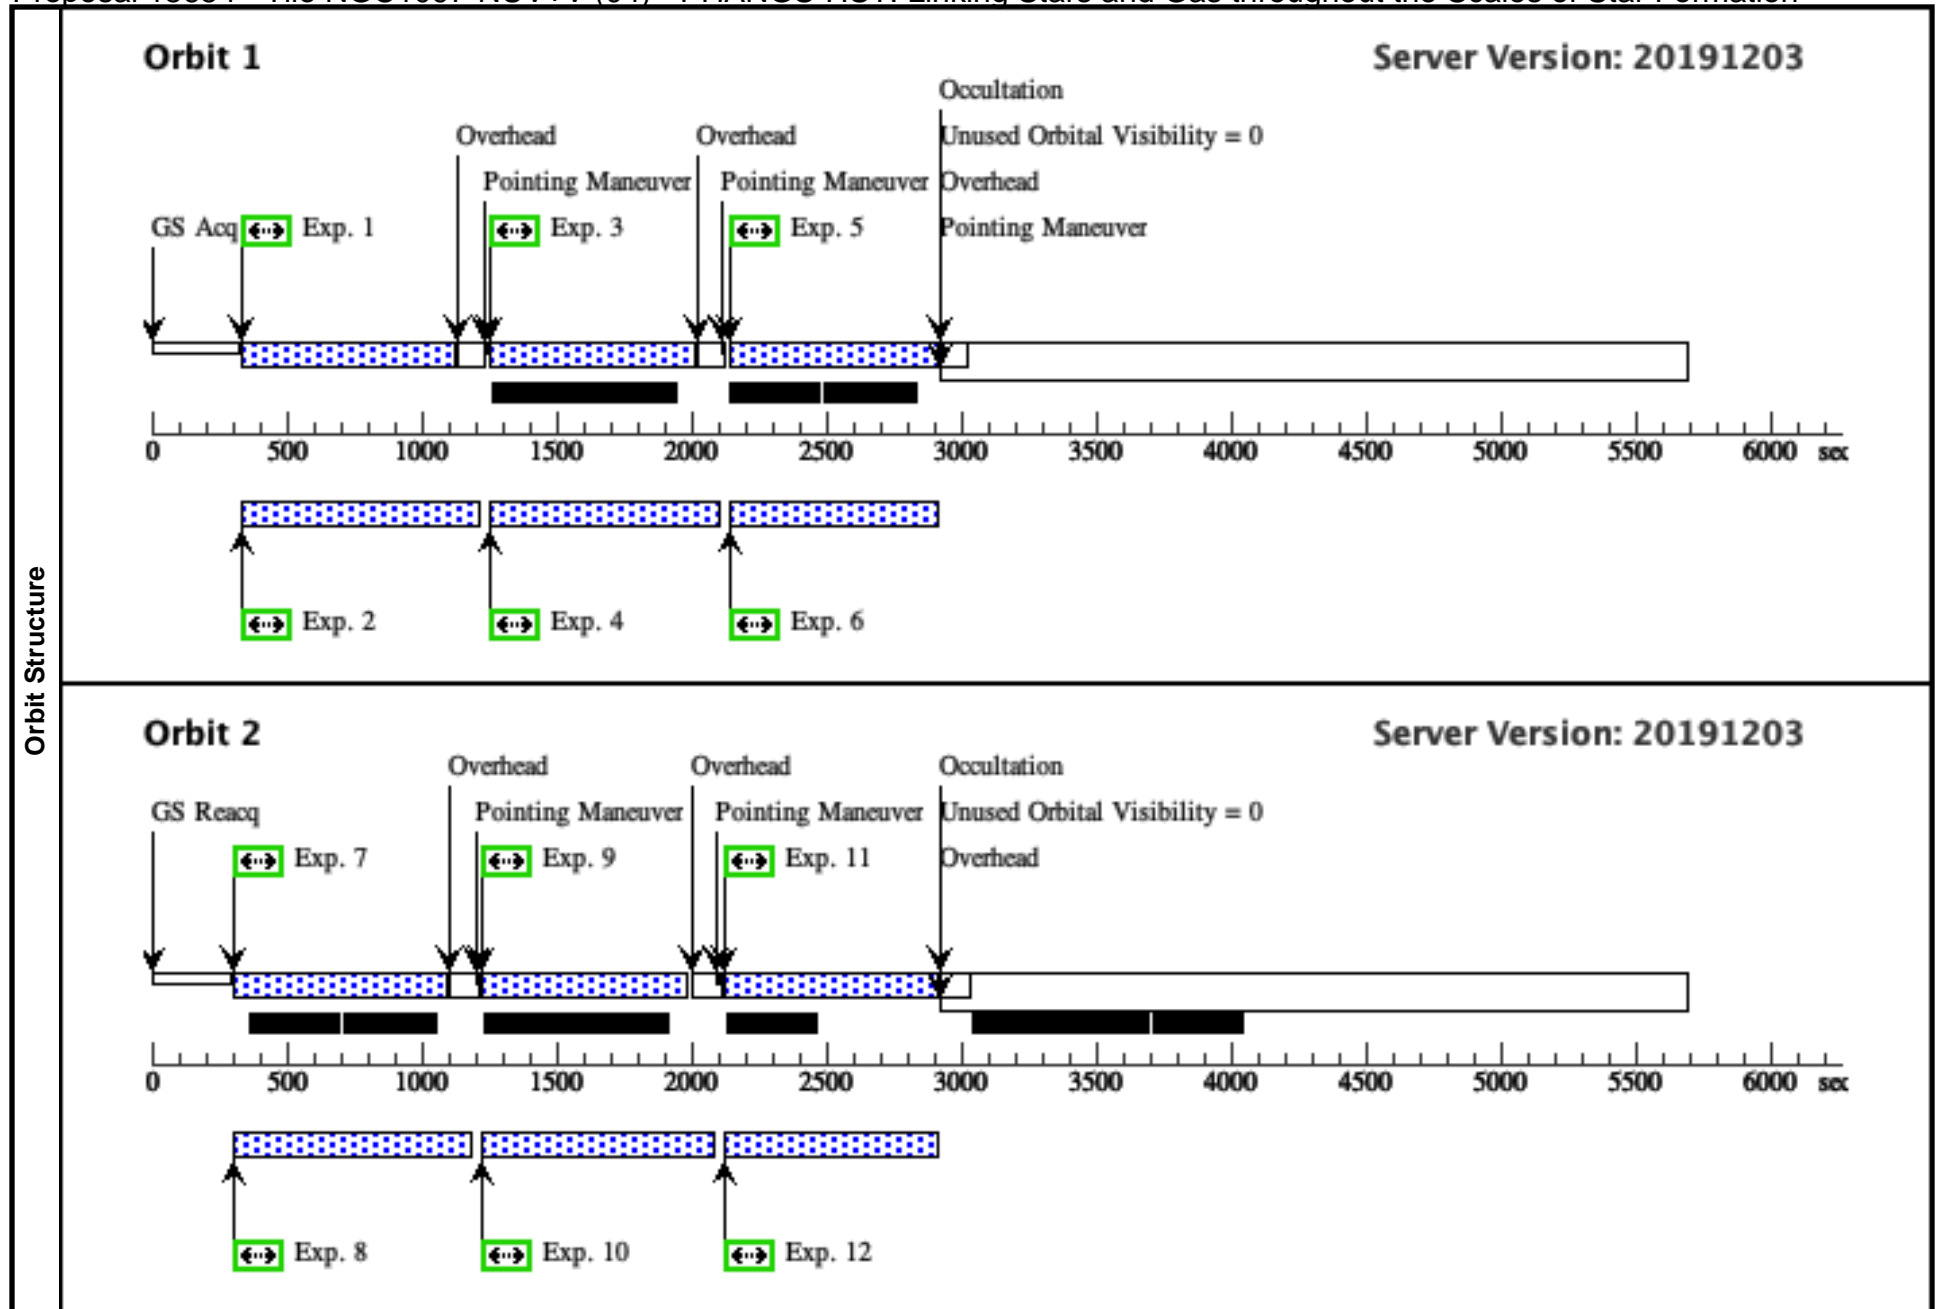 Orbit 1
Server Version: 20191203
Occultation
Overhead
Overhead
Unused Orbital Visibility = 0
Pointing Maneuver
Pointing Maneuver
Overhead
GS Acq
Exp. 1
Exp. 3
Exp. 5
Pointing Maneuver
0 500 1000 1500 2000 2500 3000 3500 4000 4500 5000 5500 6000 sec
Exp. 2
Exp. 4
Exp. 6
Orbit Structure
Orbit 2
Server Version: 20191203
Overhead
Overhead
Occultation
GS Reacq
Pointing Maneuver
Pointing Maneuver
Unused Orbital Visibility = 0
Exp. 7
Exp. 9
Exp. 11
Overhead
0 500 1000 1500 2000 2500 3000 3500 4000 4500 5000 5500 6000 sec
Exp. 8
Exp. 10
Exp. 12